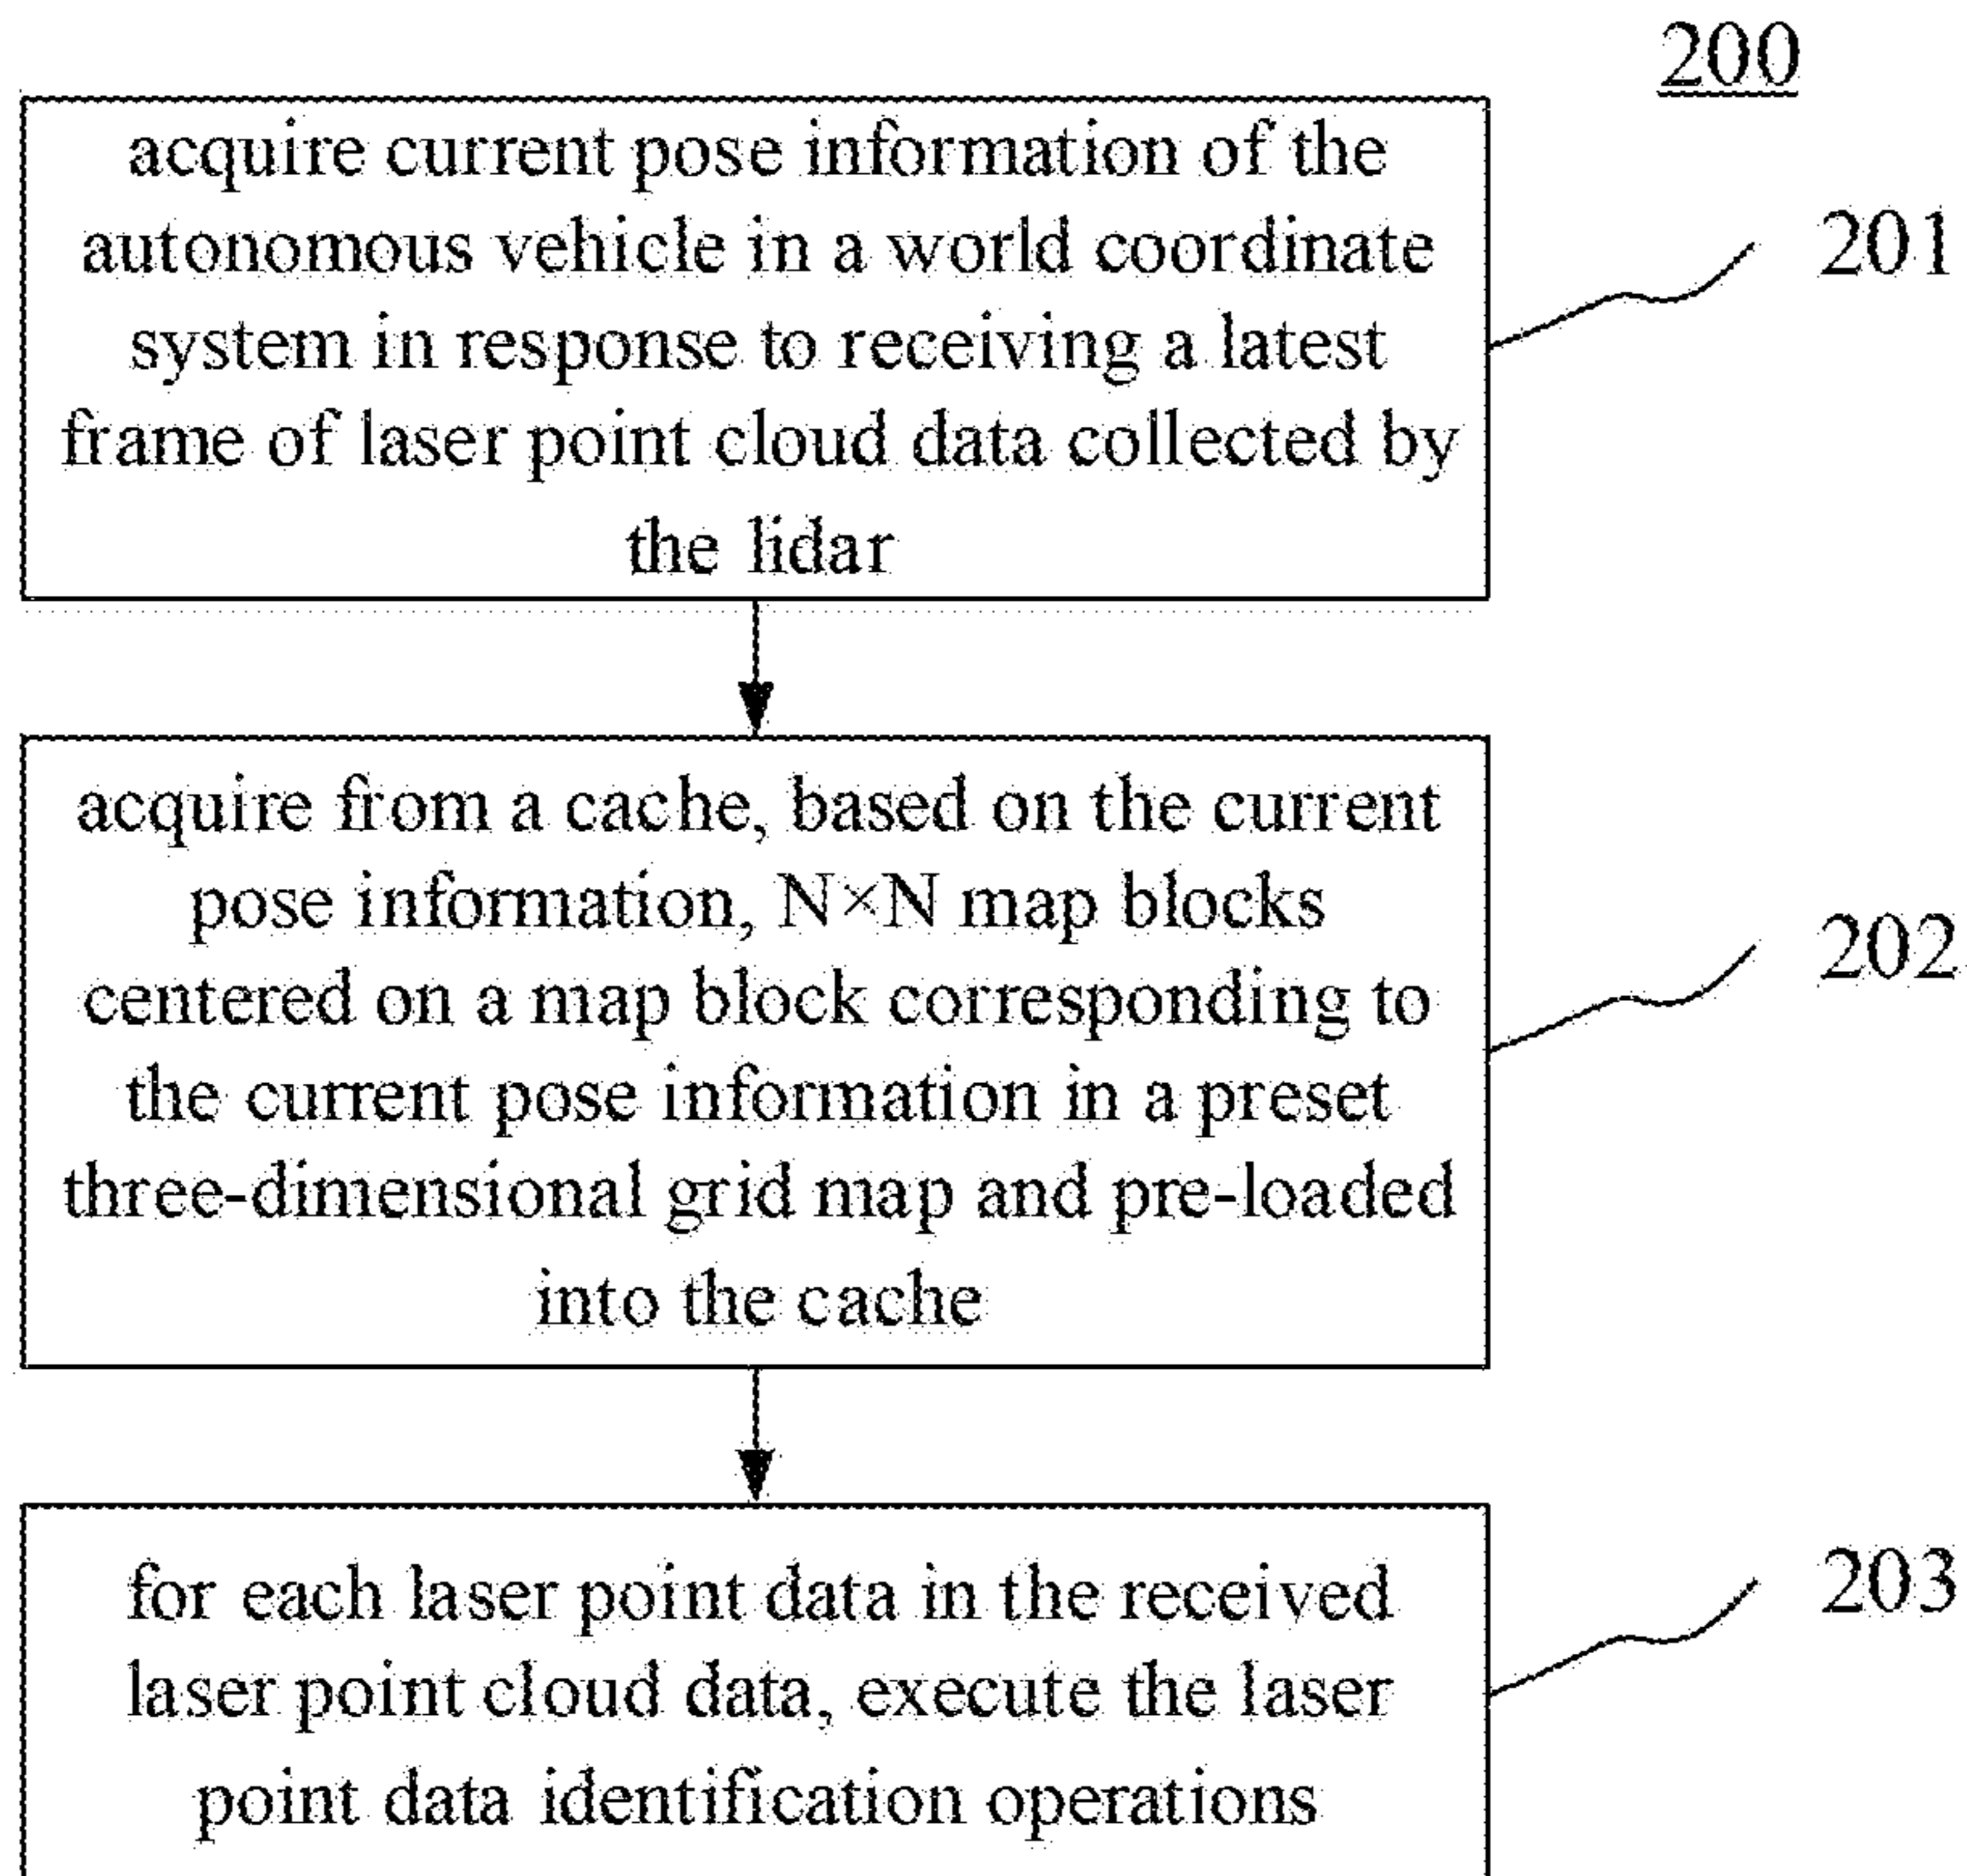 200
acquire current pose information of the
autonomous vehicle in a world coordinate
system in response to receiving a latest
frame of laser point cloud data collected by
the lidar
201
acquire from a cache, based on the current
pose information, N×N map blocks
centered on a map block corresponding to
the current pose information in a preset
three-dimensional grid map and pre-loaded
into the cache
202
for each laser point data in the received
laser point cloud data, execute the laser
point data identification operations
203